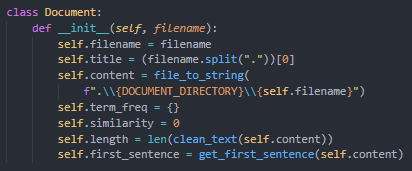 class Document:
    def __init__(self, filename):
        self.filename = filename
        self.title = (filename.split("."))[0]
        self.content = file_to_string(
            f".\\{DOCUMENT_DIRECTORY}\\{self.filename}")
        self.term_freq = {}
        self.similarity = 0
        self.length = len(clean_text(self.content))
        self.first_sentence = get_first_sentence(self.content)